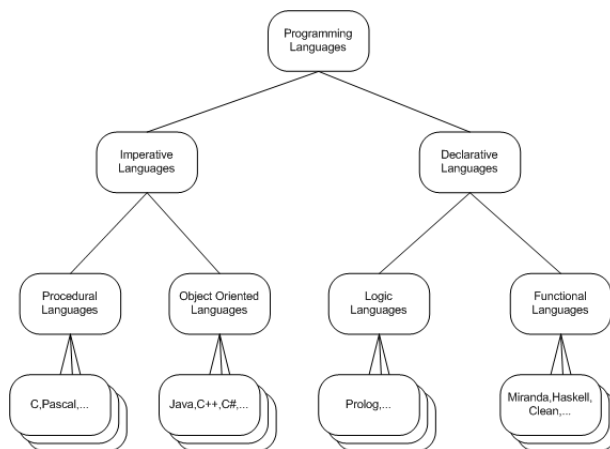 Programming
Languages
Imperative
Languages
Declarative
Languages
Procedural
Languages
Object Oriented
Languages
Logic
Languages
Functional
Languages
C,Pascal,...
Java,C++,C#,...
Prolog,...
Miranda,Haskell,
Clean,...